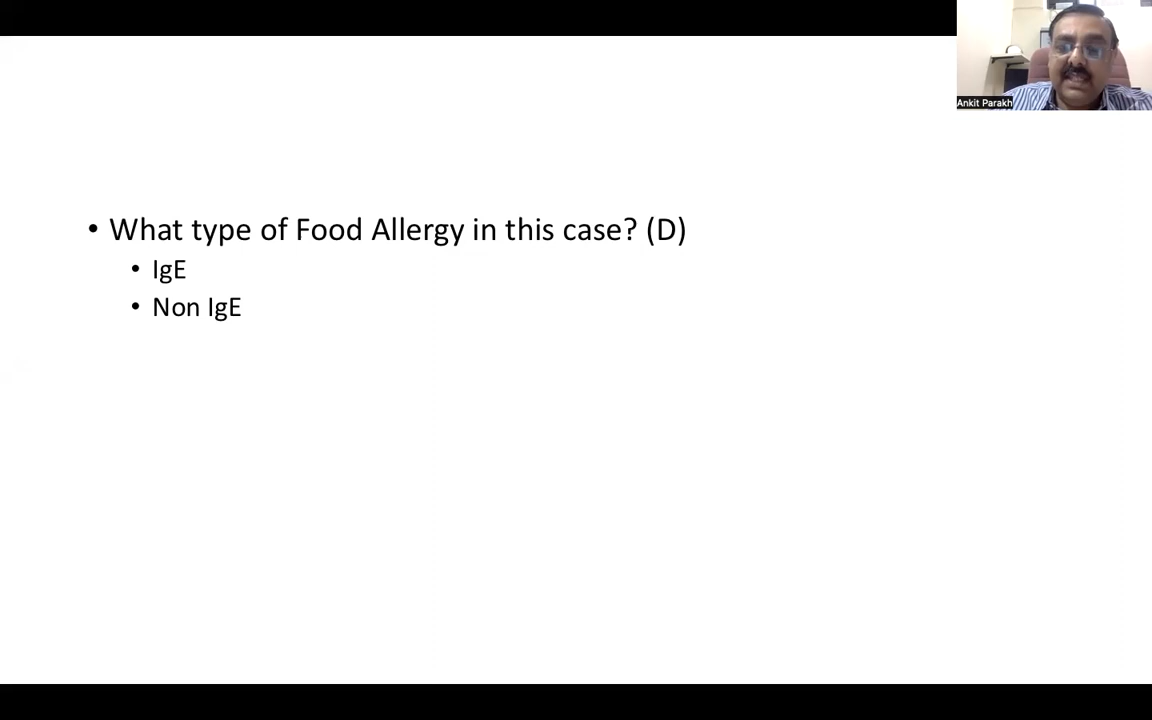 Ankit Parakh
• What type of Food Allergy in this case? (D)
• IgE
• Non IgE